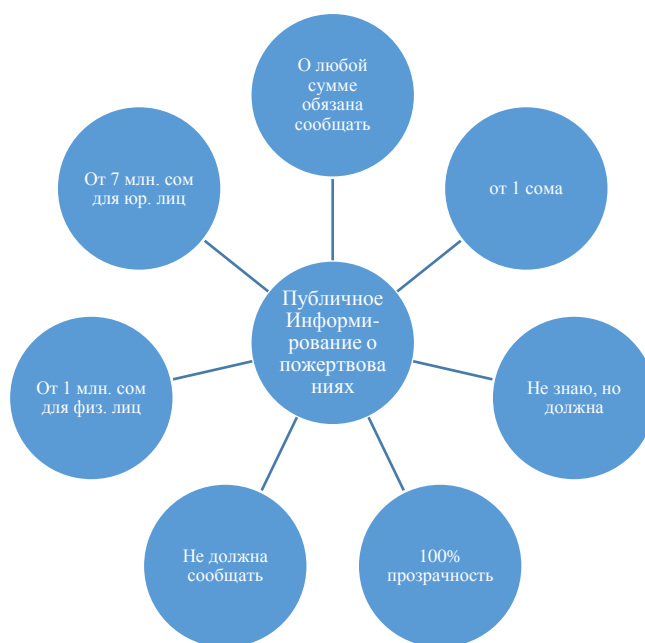 О любой
сумме
обязана
сообщать
От 7 млн. сом
для юр. лиц
от 1 сома
Публичное
Информи-
рование о
пожертвова
ниях
От 1 млн. сом
для физ. лиц
Не знаю, но
должна
Не должна
сообщать
100%
прозрачность